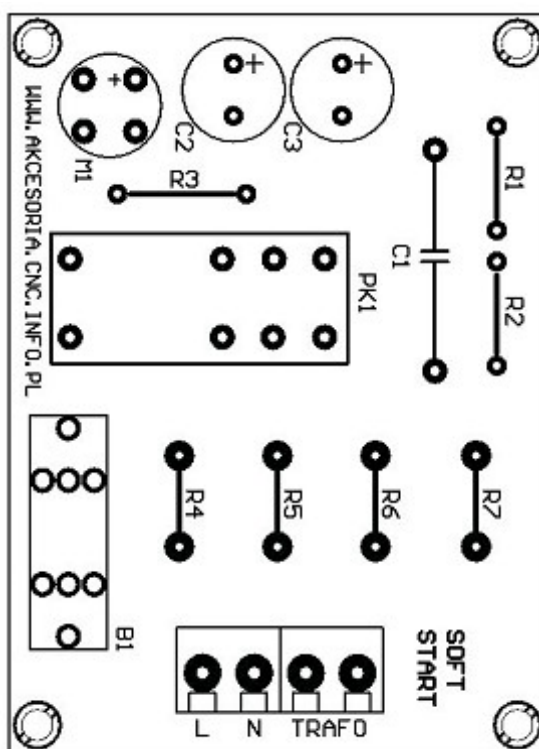 WWW.AKCESORIA.CNC.INFO.PL
+
M1
+
C2
+
C3
R3
PK1
C1
R1
R2
R4
R5
R6
R7
B1
SOFT
START
L N TRAFO